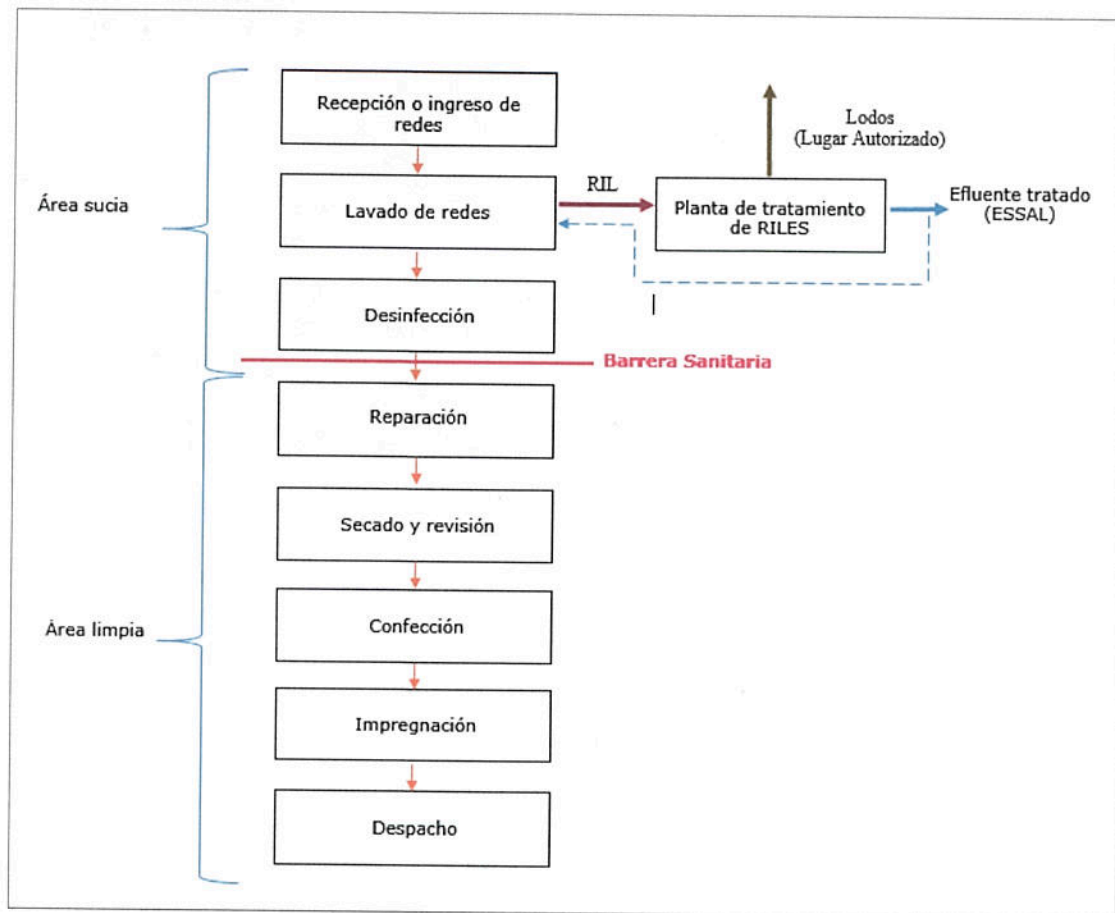 Recepción o ingreso de
redes
Lodos
(Lugar Autorizado)
Área sucia
Lavado de redes
RIL
Planta de tratamiento
de RILES
Efluente tratado
(ESSAL)
Desinfección
Barrera Sanitaria
Reparación
Secado y revisión
Área limpia
Confección
Impregnación
Despacho